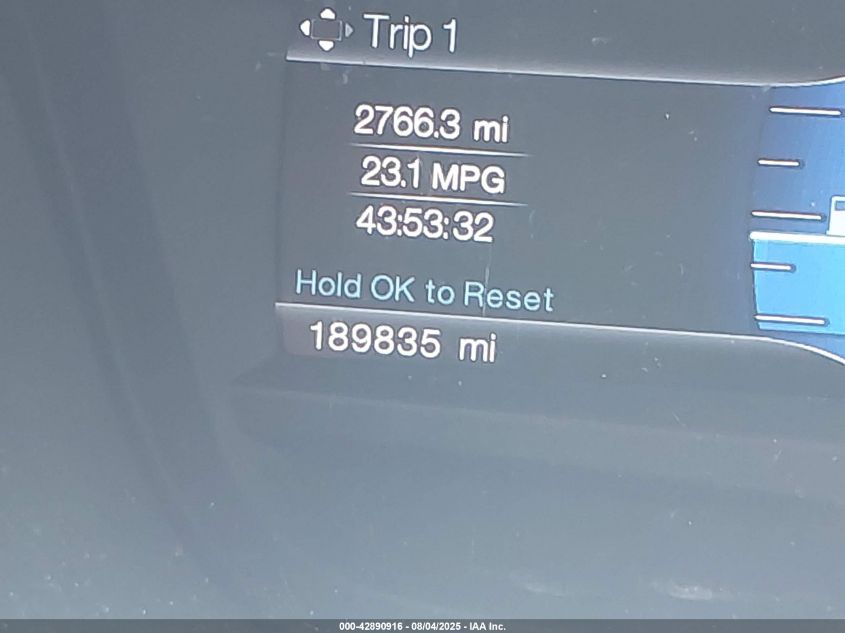 Trip 1
2766.3 mi
23.1 MPG
43:53:32
Hold OK to Reset
189835 mi
000-42890916 - 08/04/2025 - IAA Inc.